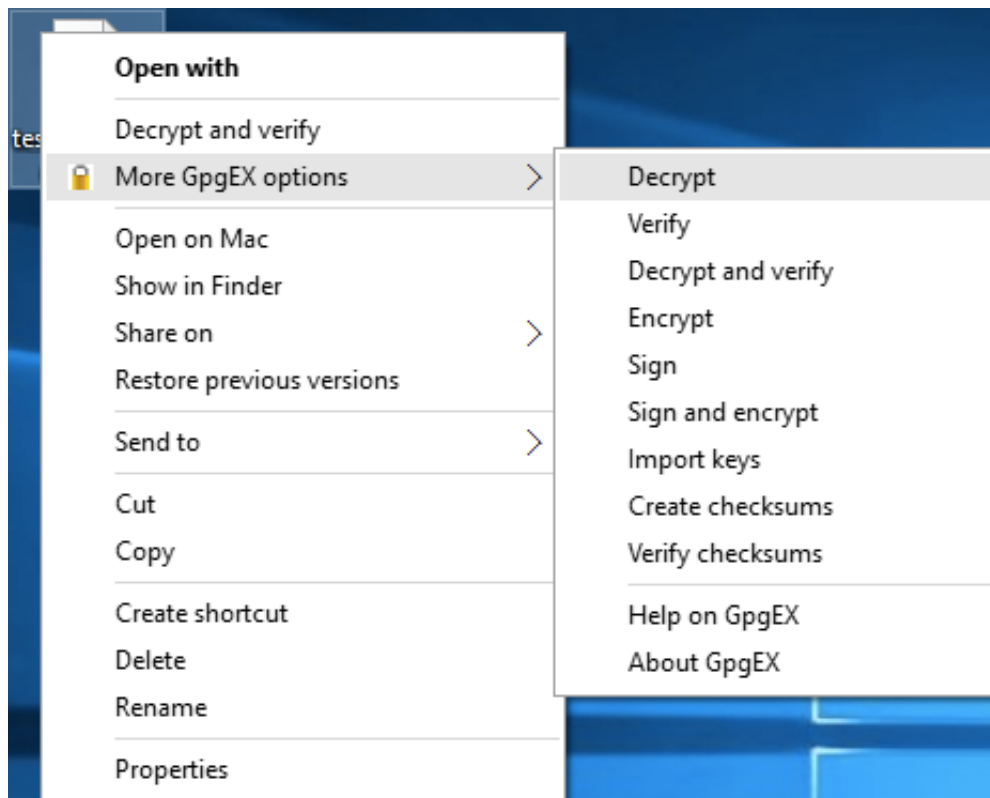 tes
Open with
Decrypt and verify
More GpgEX options
Open on Mac
Show in Finder
Share on
Restore previous versions
Send to
Cut
Copy
Create shortcut
Delete
Rename
Properties
Decrypt
Verify
Decrypt and verify
Encrypt
Sign
Sign and encrypt
Import keys
Create checksums
Verify checksums
Help on GpgEX
About GpgEX